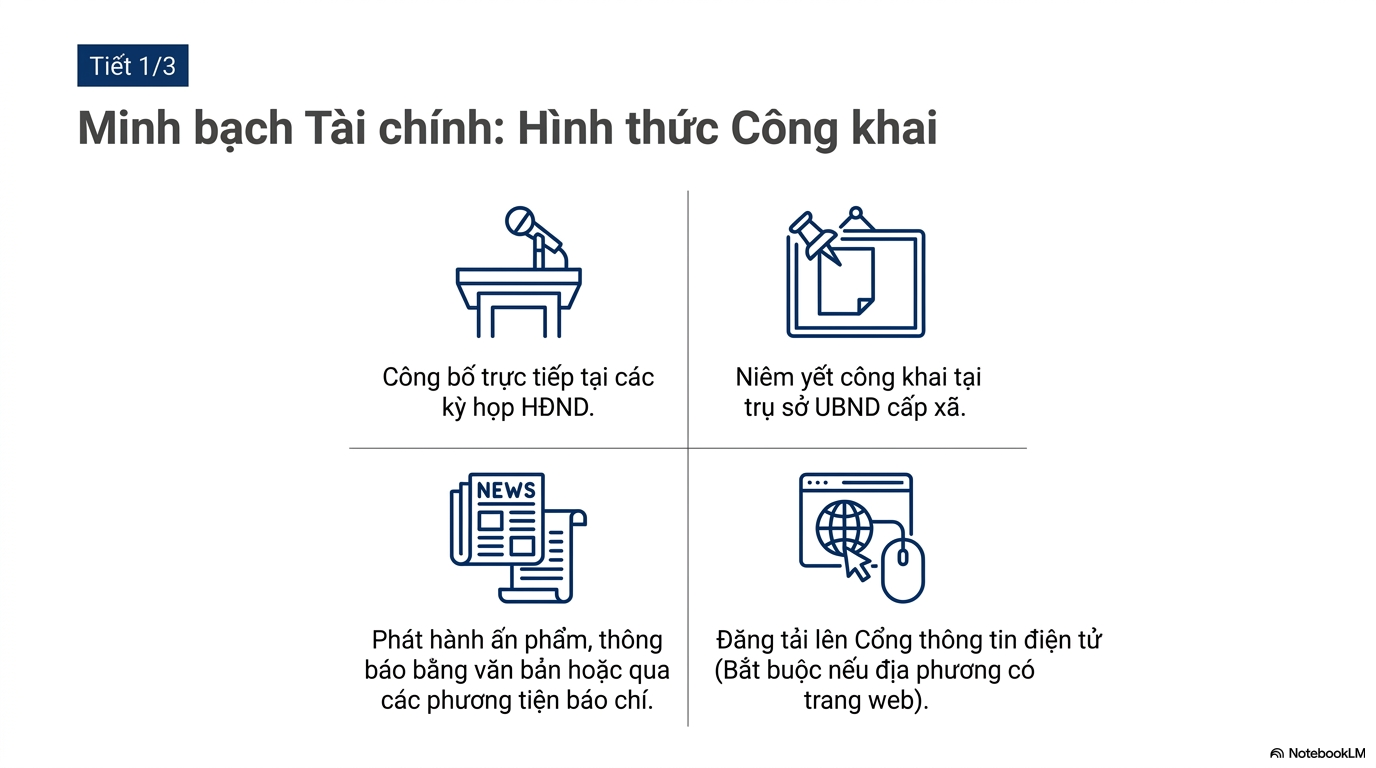 Tiết 1/3
Minh bạch Tài chính: Hình thức Công khai
Công bố trực tiếp tại các
kỳ họp HĐND.
Niêm yết công khai tại
trụ sở UBND cấp xã.
NEWS
Phát hành ấn phẩm, thông
báo bằng văn bản hoặc qua
các phương tiện báo chí.
Đăng tải lên Cổng thông tin điện tử
(Bắt buộc nếu địa phương có
trang web).
NotebookLM